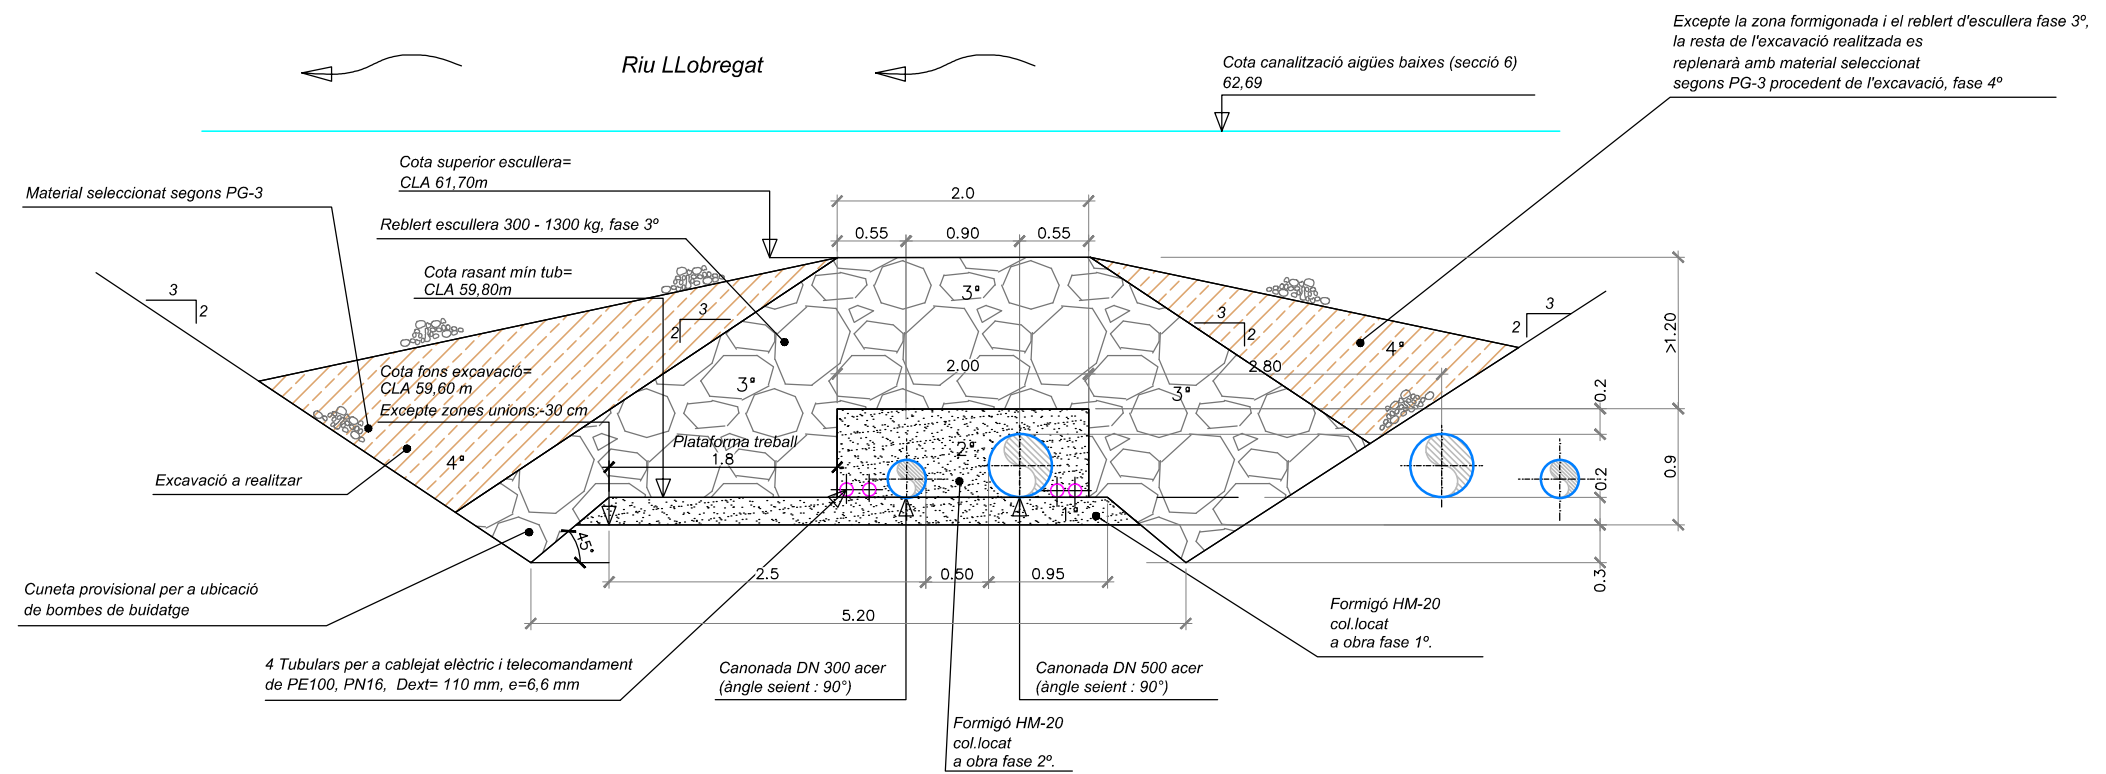 Excepte la zona formigonada i el reblert d'escullera fase 3º,
la resta de l'excavació realitzada es
replenarà amb material seleccionat
segons PG-3 procedent de l'excavació, fase 4º
Riu LLobregat
Cota canalització aigües baixes (secció 6)
62,69
Cota superior escullera=
CLA 61,70m
Material seleccionat segons PG-3
2.0
Reblert escullera 300 - 1300 kg, fase 3º
0.55
0.90
0.55
Cota rasant mín tub=
CLA 59,80m
3
2
3
2
3
2
3
2
3ª
>1.20
4ª
Cota fons excavació=
CLA 59,60 m
Excepte zones unions:-30 cm
2.00
2.80
3ª
3ª
0.2
Plataforma treball
1.8
2ª
4ª
0.9
0.2
Excavació a realitzar
1ª
45°
2.5
0.50
0.95
0.3
Cuneta provisional per a ubicació
de bombes de buidatge
5.20
Formigó HM-20
col.locat
a obra fase 1º.
4 Tubulars per a cablejat elèctric i telecomandament
de PE100, PN16, Dext= 110 mm, e=6,6 mm
Canonada DN 300 acer
(àngle seient : 90°)
Canonada DN 500 acer
(àngle seient : 90°)
Formigó HM-20
col.locat
a obra fase 2º.